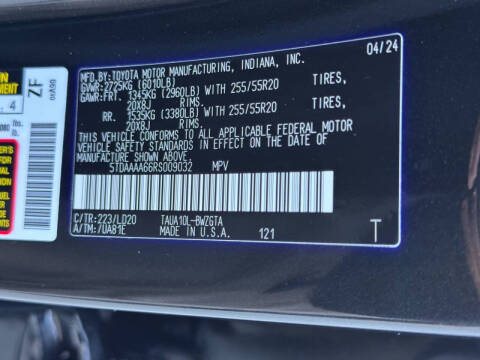 04/24
MFD.BY:TOYOTA MOTOR MANUFACTURING, INDIANA, INC.
GVWR:2725KG (6010LB)
GAWR:FRT. 1345KG (2960LB) WITH 255/55R20 TIRES,
20X8J RIMS.
RR. 1535KG (3380LB) WITH 255/55R20 TIRES,
20X8J RIMS.
THIS VEHICLE CONFORMS TO ALL APPLICABLE FEDERAL MOTOR
VEHICLE SAFETY STANDARDS IN EFFECT ON THE DATE OF
MANUFACTURE SHOWN ABOVE.
5TDAAAA66RS009032 MPV
C/TR:223/LD20 TAUA10L-BWZGTA
A/TM:/UA81E MADE IN U.S.A. 121 T
ZF
4